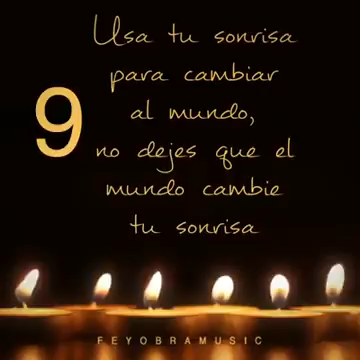 Usa tu sonrisa
para cambiar
al mundo,
9
no dejes que el
mundo cambie
tu sonrisa
FEYOBRAMUSIC